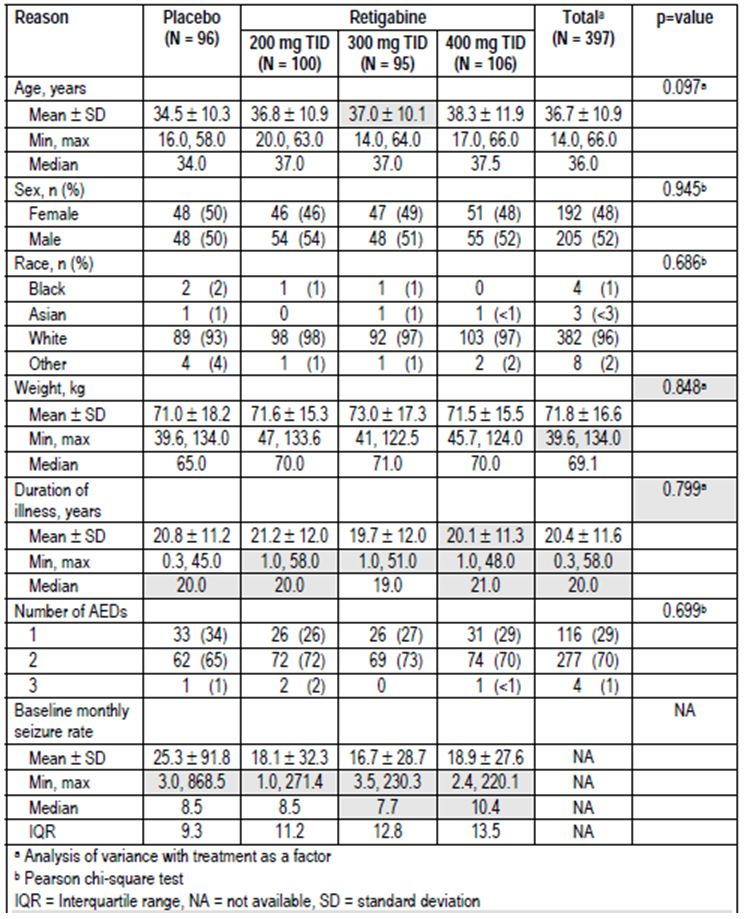 Reason Placebo (N = 96) Retigabine Totalᵃ (N = 397) p=value
200 mg TID (N = 100) 300 mg TID (N = 95) 400 mg TID (N = 106)
Age, years 0.097ᵃ
Mean ± SD 34.5 ± 10.3 36.8 ± 10.9 37.0 ± 10.1 38.3 ± 11.9 36.7 ± 10.9
Min, max 16.0, 58.0 20.0, 63.0 14.0, 64.0 17.0, 66.0 14.0, 66.0
Median 34.0 37.0 37.0 37.5 36.0
Sex, n (%) 0.945ᵇ
Female 48 (50) 46 (46) 47 (49) 51 (48) 192 (48)
Male 48 (50) 54 (54) 48 (51) 55 (52) 205 (52)
Race, n (%) 0.686ᵇ
Black 2 (2) 1 (1) 1 (1) 0 4 (1)
Asian 1 (1) 0 1 (1) 1 (<1) 3 (<3)
White 89 (93) 98 (98) 92 (97) 103 (97) 382 (96)
Other 4 (4) 1 (1) 1 (1) 2 (2) 8 (2)
Weight, kg 0.848ᵃ
Mean ± SD 71.0 ± 18.2 71.6 ± 15.3 73.0 ± 17.3 71.5 ± 15.5 71.8 ± 16.6
Min, max 39.6, 134.0 47, 133.6 41, 122.5 45.7, 124.0 39.6, 134.0
Median 65.0 70.0 71.0 70.0 69.1
Duration of illness, years 0.799ᵃ
Mean ± SD 20.8 ± 11.2 21.2 ± 12.0 19.7 ± 12.0 20.1 ± 11.3 20.4 ± 11.6
Min, max 0.3, 45.0 1.0, 58.0 1.0, 51.0 1.0, 48.0 0.3, 58.0
Median 20.0 20.0 19.0 21.0 20.0
Number of AEDs 0.699ᵇ
1 33 (34) 26 (26) 26 (27) 31 (29) 116 (29)
2 62 (65) 72 (72) 69 (73) 74 (70) 277 (70)
3 1 (1) 2 (2) 0 1 (<1) 4 (1)
Baseline monthly seizure rate NA
Mean ± SD 25.3 ± 91.8 18.1 ± 32.3 16.7 ± 28.7 18.9 ± 27.6 NA
Min, max 3.0, 868.5 1.0, 271.4 3.5, 230.3 2.4, 220.1 NA
Median 8.5 8.5 7.7 10.4 NA
IQR 9.3 11.2 12.8 13.5 NA
ᵃ Analysis of variance with treatment as a factor
ᵇ Pearson chi-square test
IQR = Interquartile range, NA = not available, SD = standard deviation